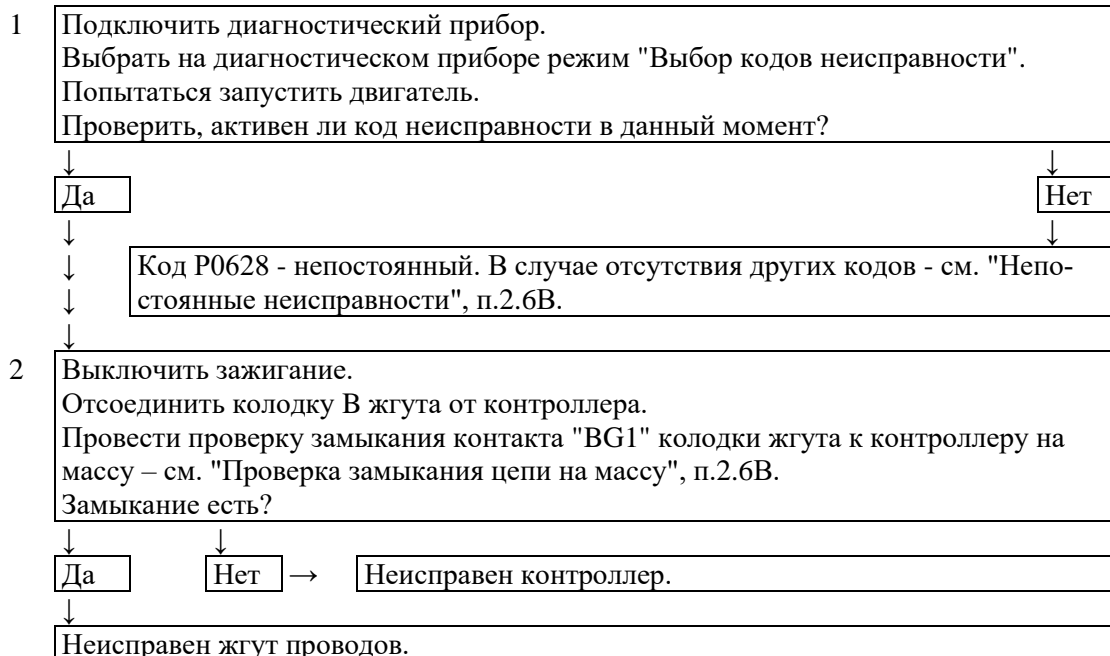 1 Подключить диагностический прибор.
Выбрать на диагностическом приборе режим "Выбор кодов неисправности".
Попытаться запустить двигатель.
Проверить, активен ли код неисправности в данный момент?
↓ ↓
Да Нет
↓ ↓
↓ Код P0628 - непостоянный. В случае отсутствия других кодов - см. "Непо-
↓ стоянные неисправности", п.2.6В.
↓
2 Выключить зажигание.
Отсоединить колодку В жгута от контроллера.
Провести проверку замыкания контакта "BG1" колодки жгута к контроллеру на
массу – см. "Проверка замыкания цепи на массу", п.2.6В.
Замыкание есть?
↓ ↓
Да Нет → Неисправен контроллер.
↓
Неисправен жгут проводов.